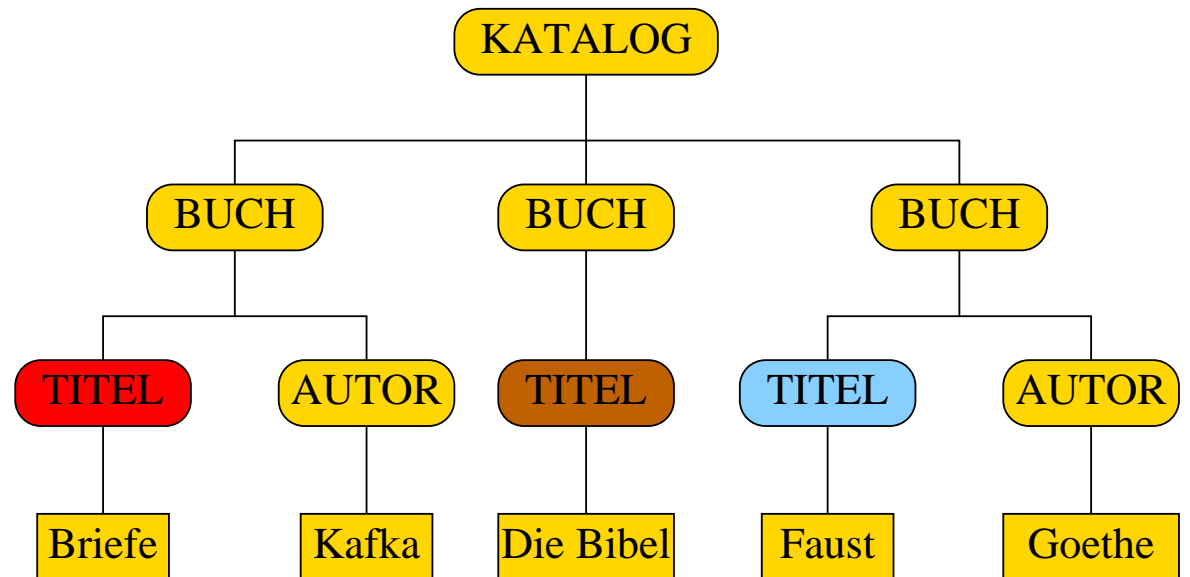 KATALOG
BUCH BUCH BUCH
TITEL AUTOR TITEL TITEL AUTOR
Briefe Kafka Die Bibel Faust Goethe